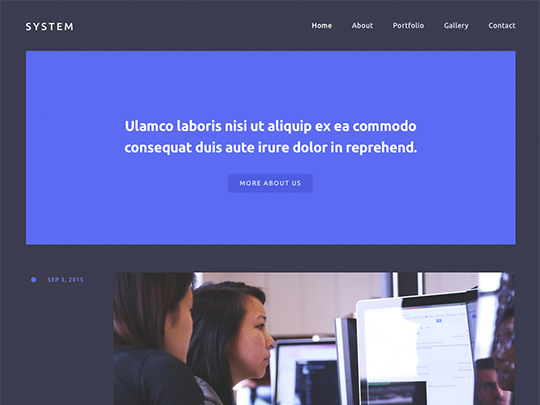 SYSTEM
Home About Portfolio Gallery Contact
Ulamco laboris nisi ut aliquip ex ea commodo
consequat duis aute irure dolor in reprehend.
MORE ABOUT US
SEP 3, 2015